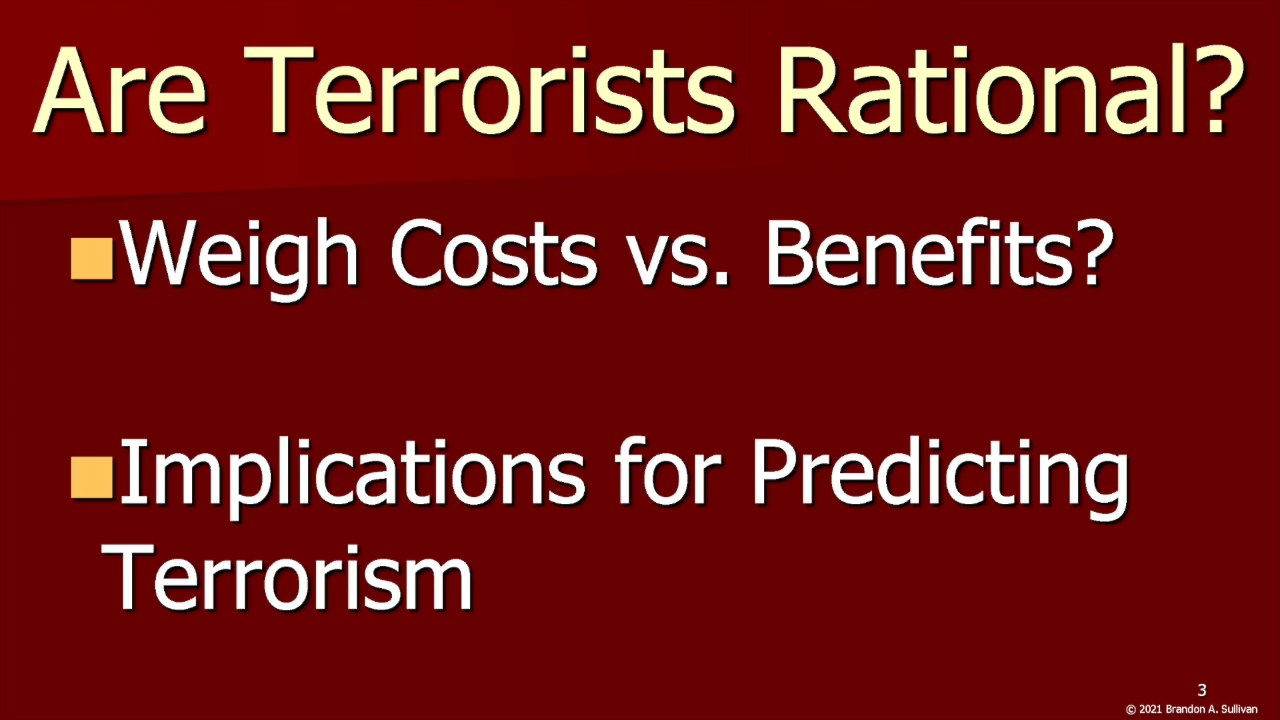 Are Terrorists Rational?
Weigh Costs vs. Benefits?
Implications for Predicting
Terrorism
3
© 2021 Brandon A. Sullivan